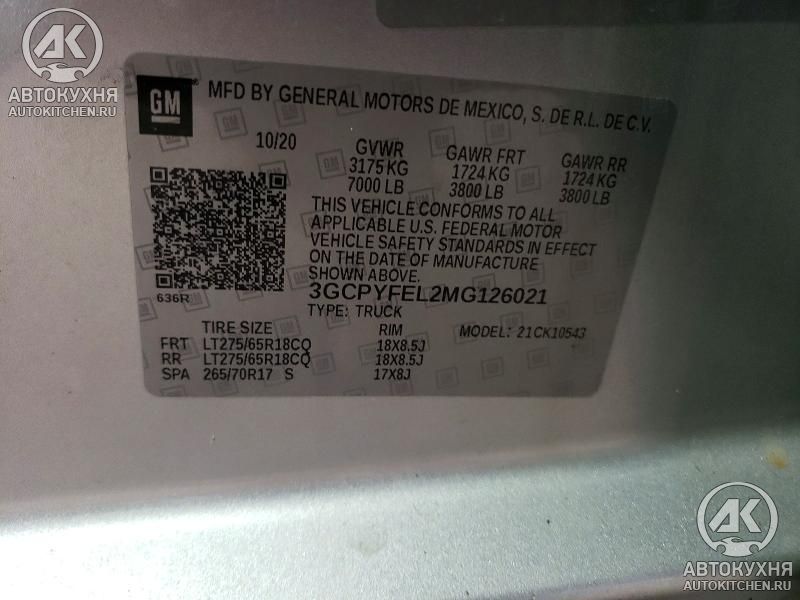 AK
АВТОКУХНЯ
AUTOKITCHEN.RU
GM
MFD BY GENERAL MOTORS DE MEXICO, S. DE R.L. DE C.V.
10/20 GVWR GAWR FRT GAWR RR
3175 KG 1724 KG 1724 KG
7000 LB 3800 LB 3800 LB
THIS VEHICLE CONFORMS TO ALL
APPLICABLE U.S. FEDERAL MOTOR
VEHICLE SAFETY STANDARDS IN EFFECT
ON THE DATE OF MANUFACTURE
SHOWN ABOVE.
636R
3GCPYFEL2MG126021
TYPE: TRUCK
TIRE SIZE RIM MODEL: 21CK10543
FRT LT275/65R18CQ 18X8.5J
RR LT275/65R18CQ 18X8.5J
SPA 265/70R17 S 17X8J
AK
АВТОКУХНЯ
AUTOKITCHEN.RU